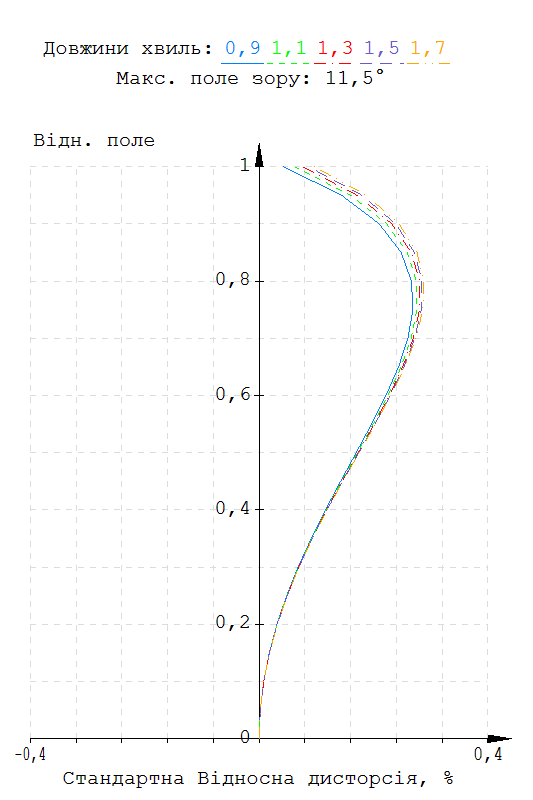 Довжини хвиль: 0,9 1,1 1,3 1,5 1,7
Макс. поле зору: 11,5°
Відн. поле
1
0,8
0,6
0,4
0,2
0
-0,4
0,4
Стандартна Відносна дисторсія, %